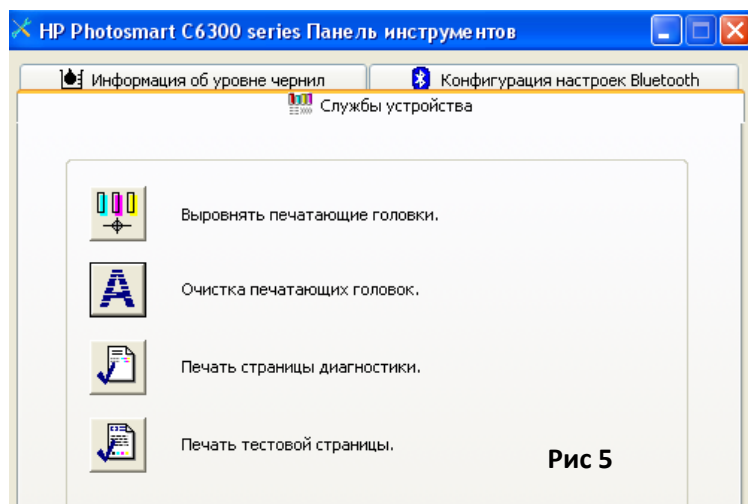 HP Photosmart C6300 series Панель инструментов
Информация об уровне чернил
Конфигурация настроек Bluetooth
Службы устройства
Выровнять печатающие головки.
Очистка печатающих головок.
Печать страницы диагностики.
Печать тестовой страницы.
Рис 5